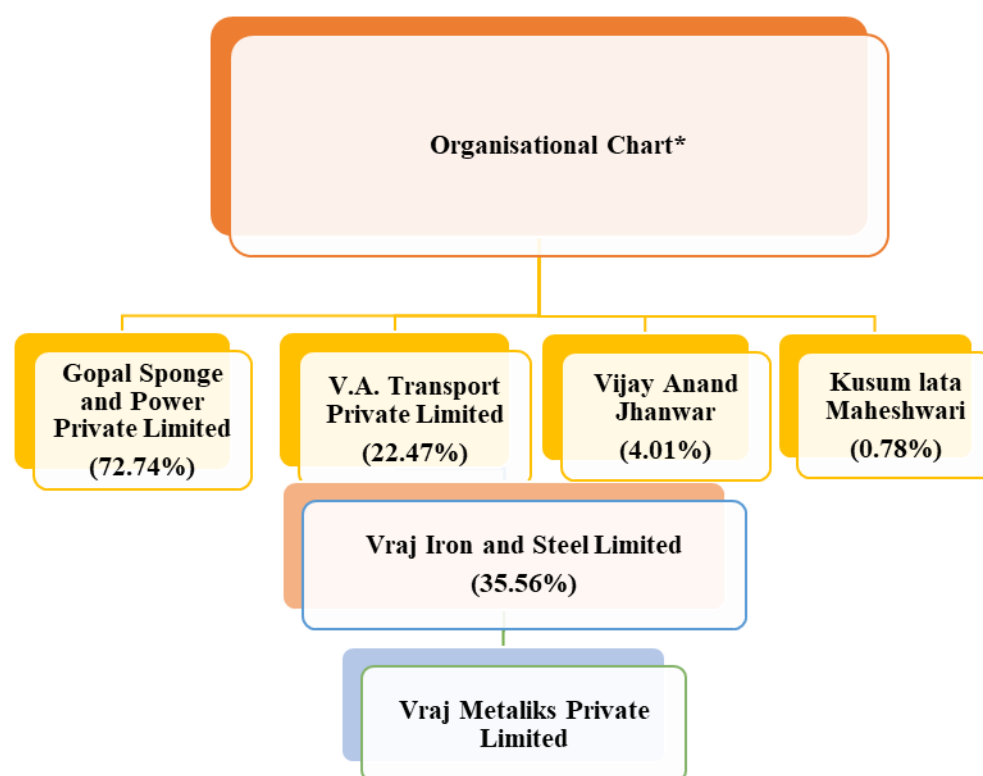 Organisational Chart*
Gopal Sponge
and Power
Private Limited
(72.74%)
V.A. Transport
Private Limited
(22.47%)
Vijay Anand
Jhanwar
(4.01%)
Kusum lata
Maheshwari
(0.78%)
Vraj Iron and Steel Limited
(35.56%)
Vraj Metaliks Private
Limited